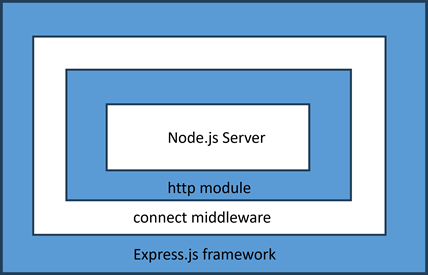 Node.js Server
http module
connect middleware
Express.js framework